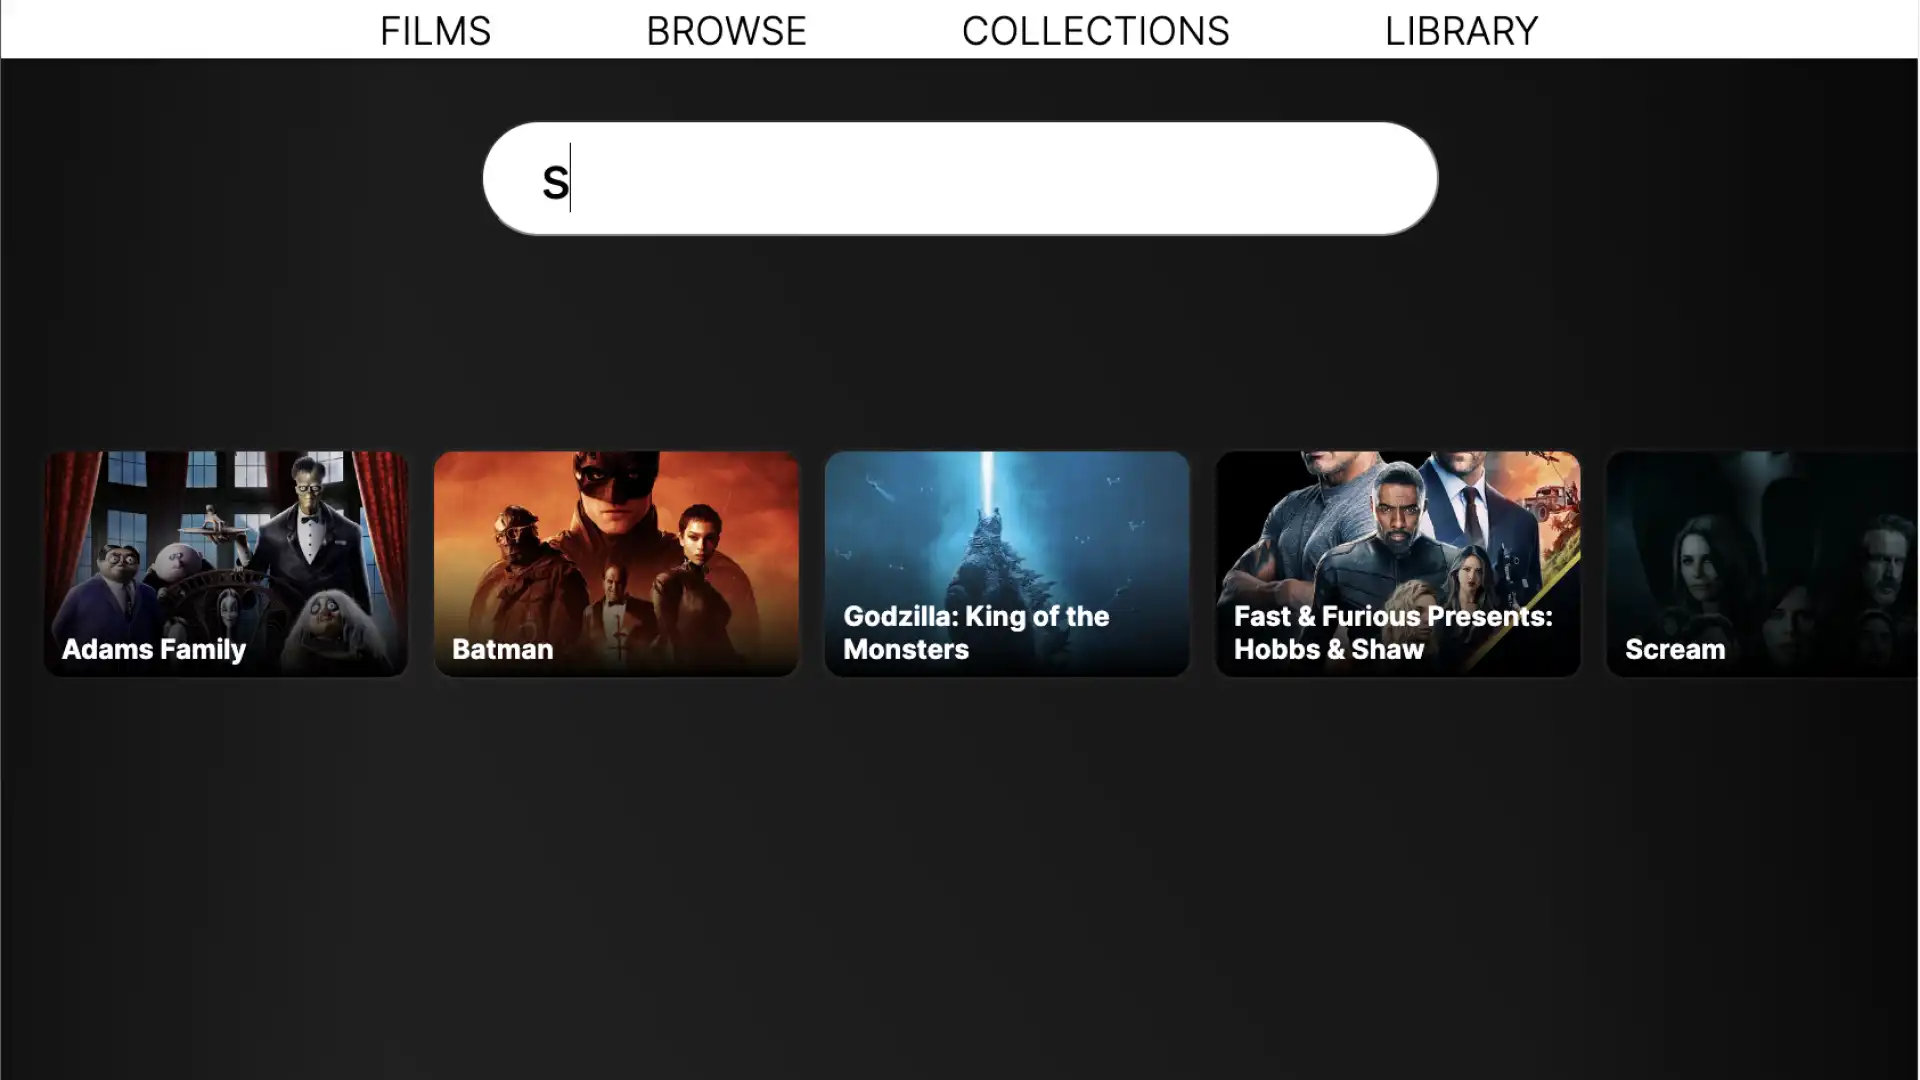 FILMS BROWSE COLLECTIONS LIBRARY
s
Adams Family
Batman
Godzilla: King of the
Monsters
Fast & Furious Presents:
Hobbs & Shaw
Scream